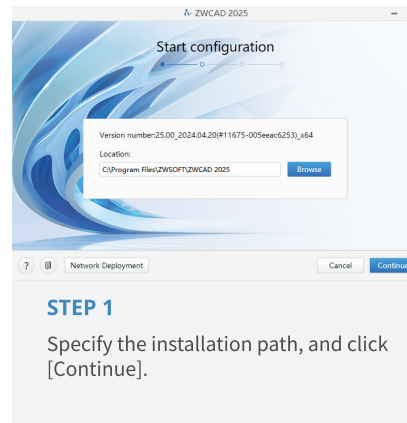 ZWCAD 2025
Start configuration
Version number:25.00_2024.04.20(#11675-005eeac6253)_x64
Location:
C:\Program Files\ZWSOFT\ZWCAD 2025
Browse
?
Network Deployment
Cancel
Continue
STEP 1
Specify the installation path, and click
[Continue].